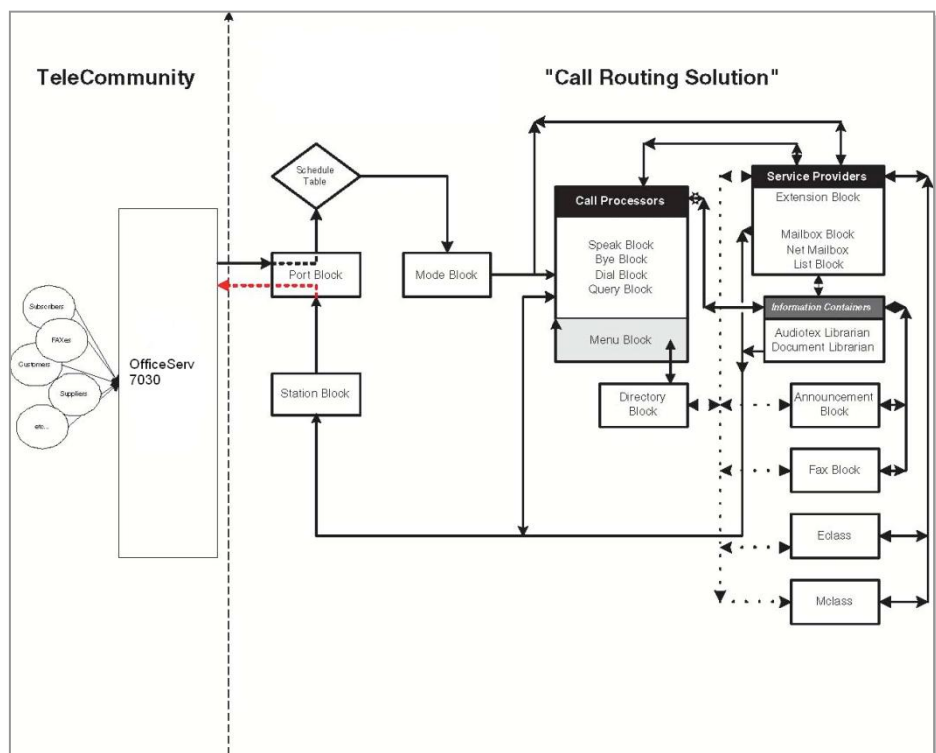 TeleCommunity
"Call Routing Solution"
Subscribers
FAXes
Customers
Suppliers
etc...
OfficeServ
7030
Schedule
Table
Port Block
Mode Block
Station Block
Call Processors
Speak Block
Bye Block
Dial Block
Query Block
Menu Block
Directory
Block
Service Providers
Extension Block
Mailbox Block
Net Mailbox
List Block
Information Containers
Audiotex Librarian
Document Librarian
Announcement
Block
Fax Block
Eclass
Mclass